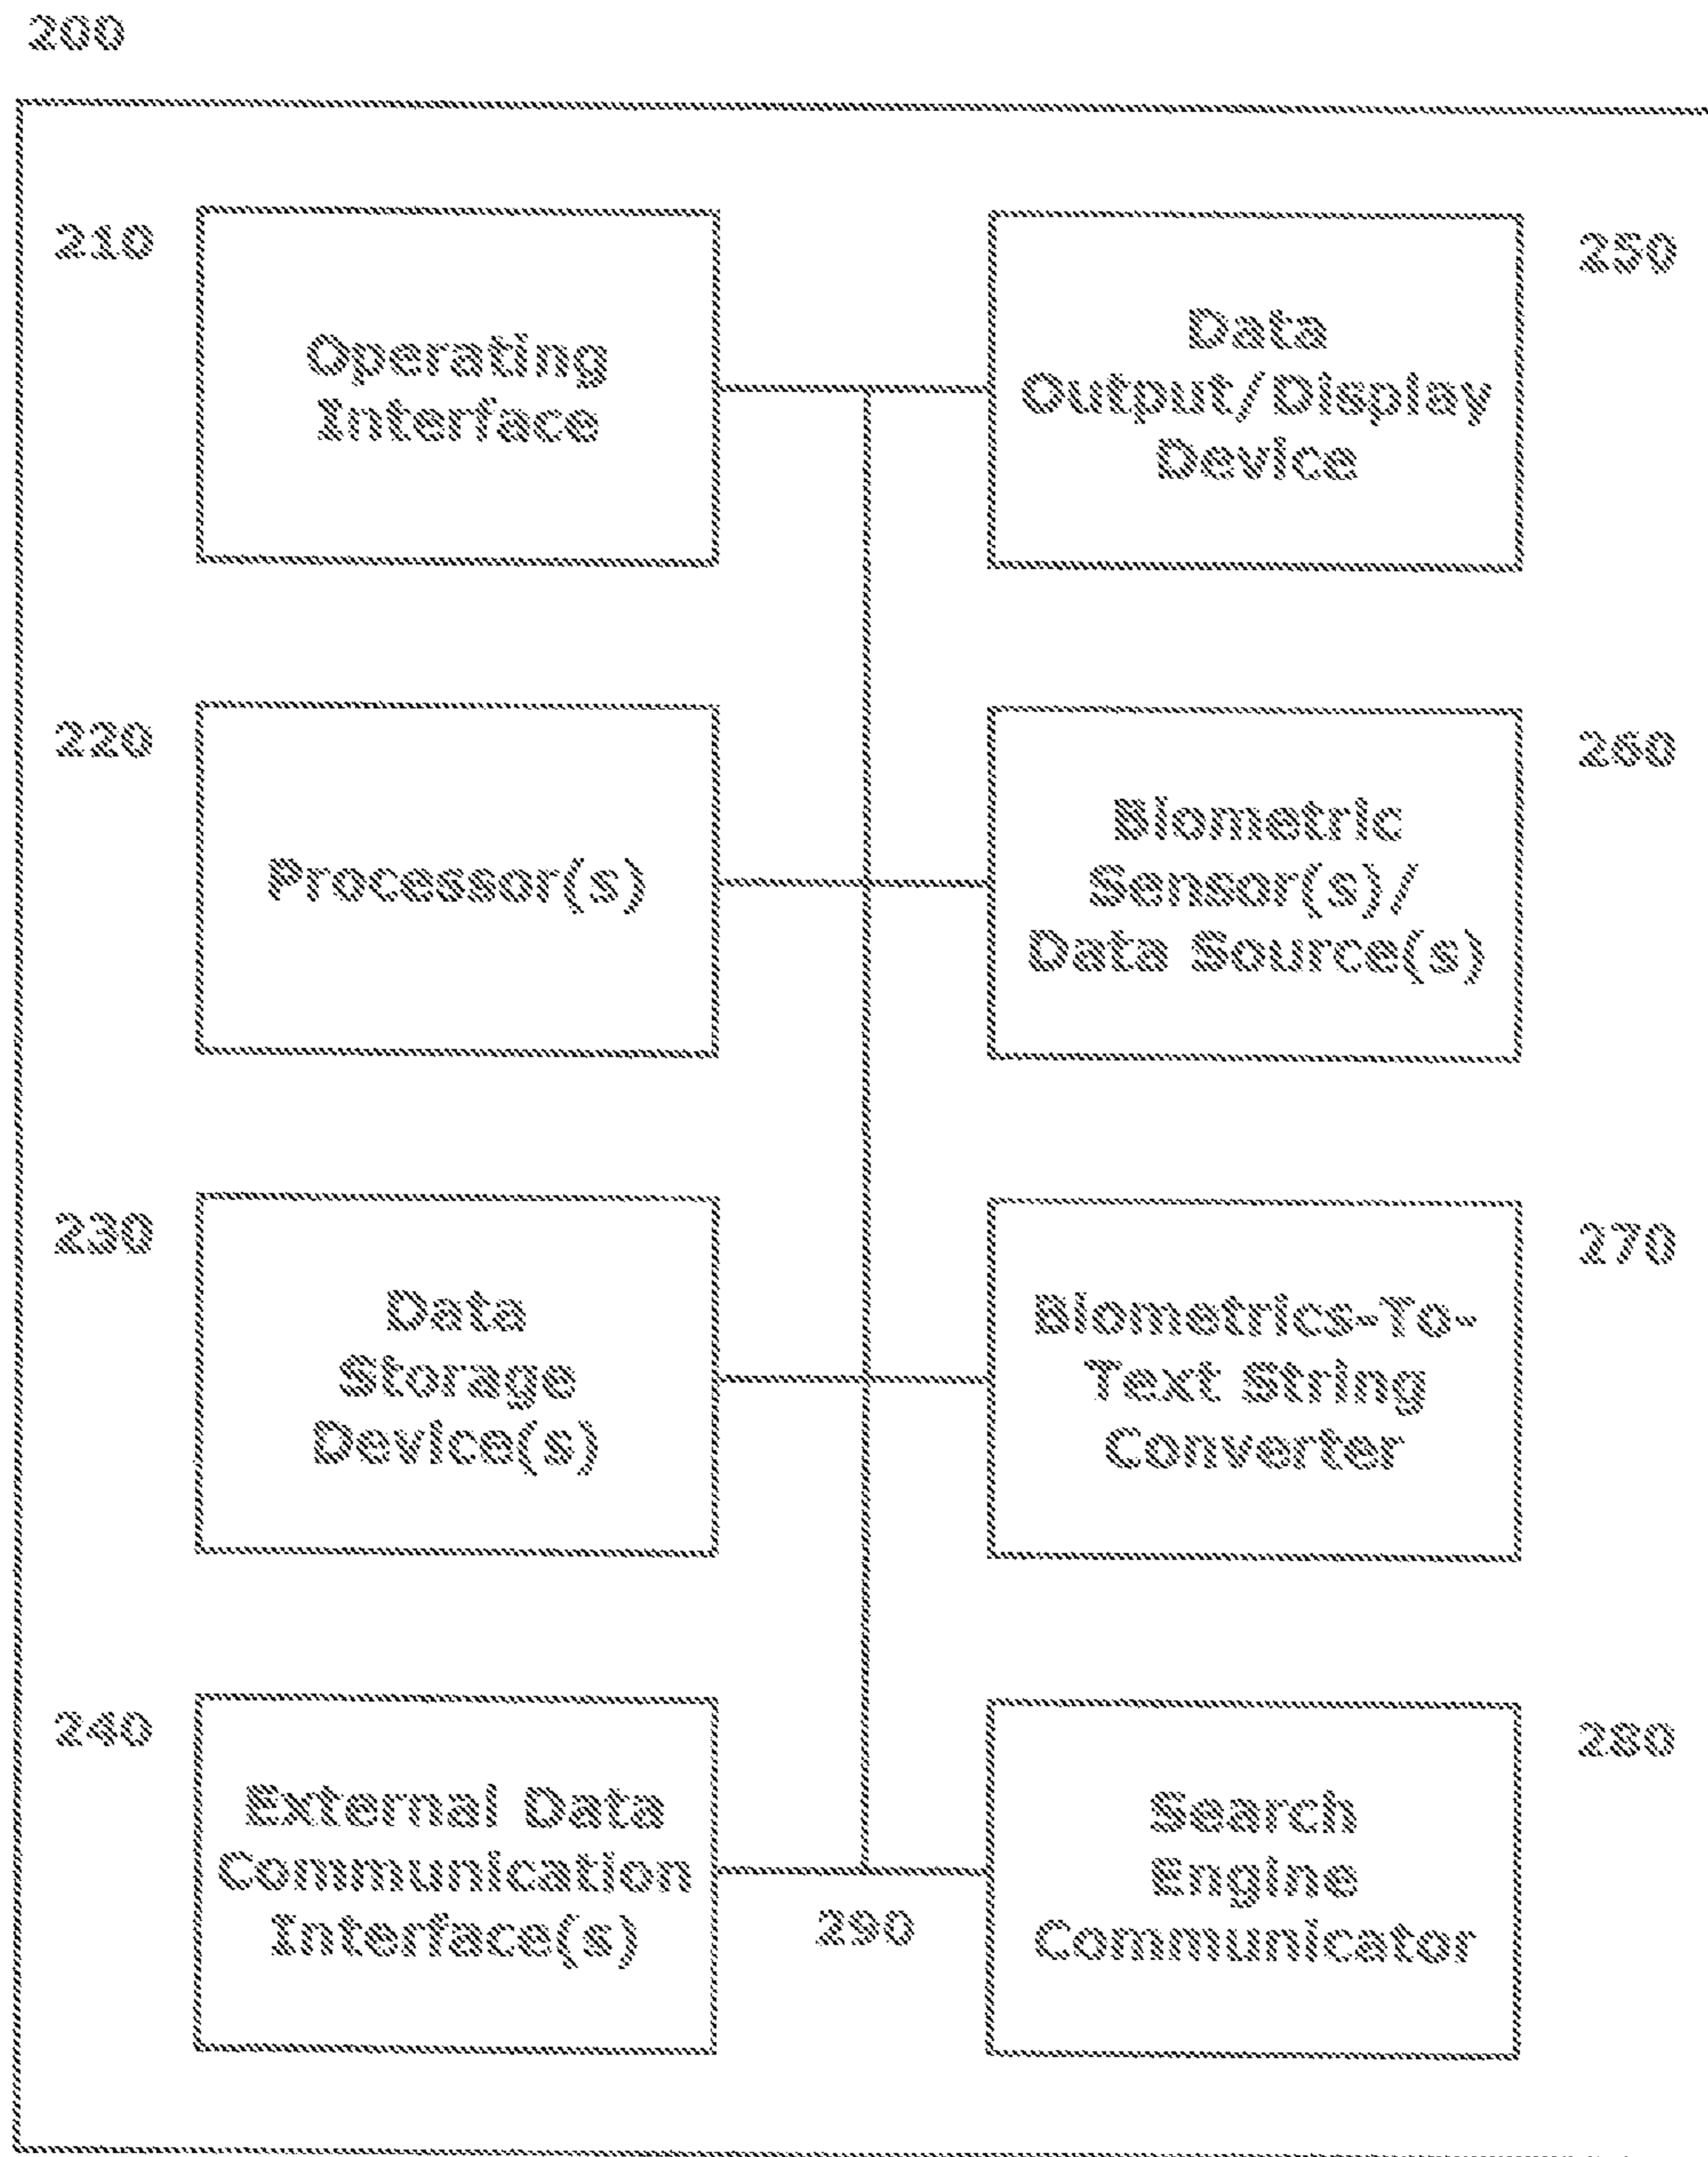 200
210
Operating
Interface
250
Data
Output/Display
Device
220
Processor(s)
260
Biometric
Sensor(s)/
Data Source(s)
230
Data
Storage
Device(s)
270
Biometrics-To-
Text String
Converter
240
External Data
Communication
Interface(s)
290
280
Search
Engine
Communicator